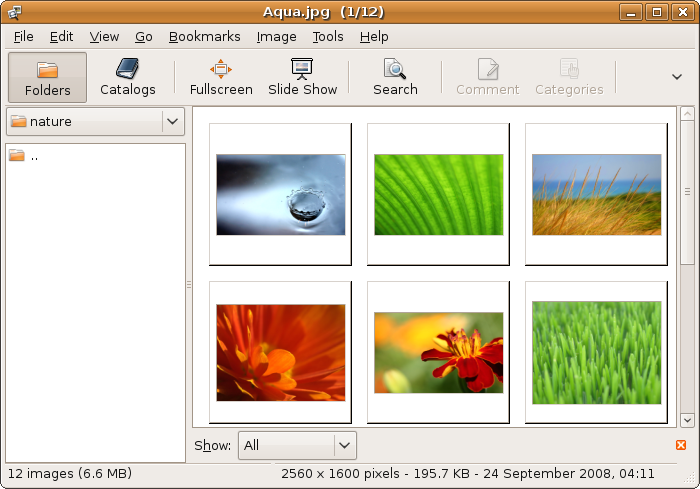 Aqua.jpg (1/12)
File Edit View Go Bookmarks Image Tools Help
Folders Catalogs Fullscreen Slide Show Search Comment Categories
nature
..
Show: All
12 images (6.6 MB) 2560 x 1600 pixels - 195.7 KB - 24 September 2008, 04:11